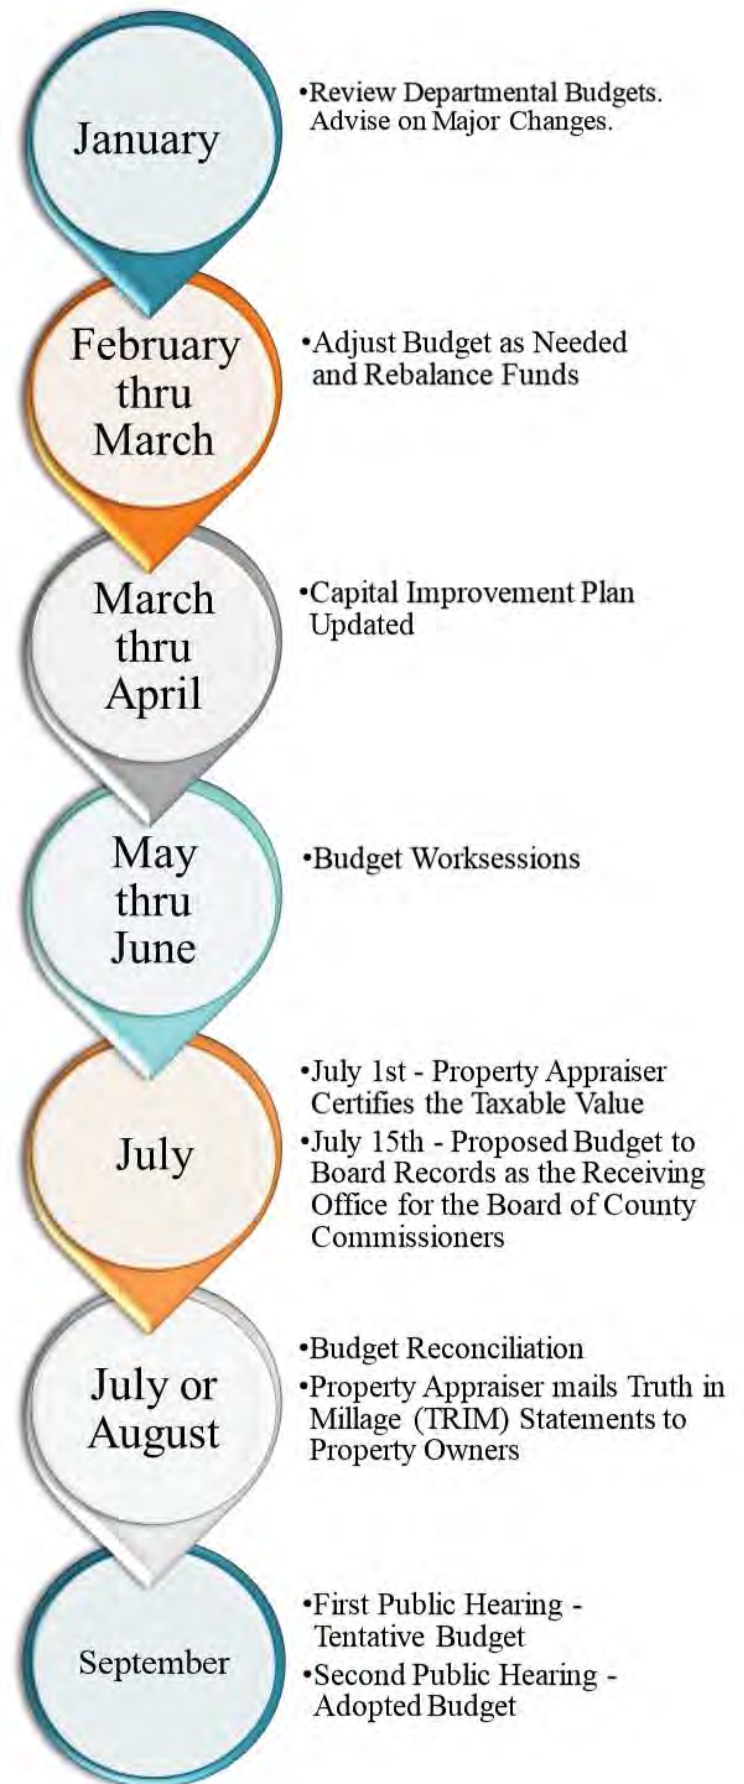 January
•Review Departmental Budgets.
Advise on Major Changes.
February
thru
March
•Adjust Budget as Needed
and Rebalance Funds
March
thru
April
•Capital Improvement Plan
Updated
May
thru
June
•Budget Worksessions
July
•July 1st - Property Appraiser
Certifies the Taxable Value
•July 15th - Proposed Budget to
Board Records as the Receiving
Office for the Board of County
Commissioners
July or
August
•Budget Reconciliation
•Property Appraiser mails Truth in
Millage (TRIM) Statements to
Property Owners
September
•First Public Hearing -
Tentative Budget
•Second Public Hearing -
Adopted Budget